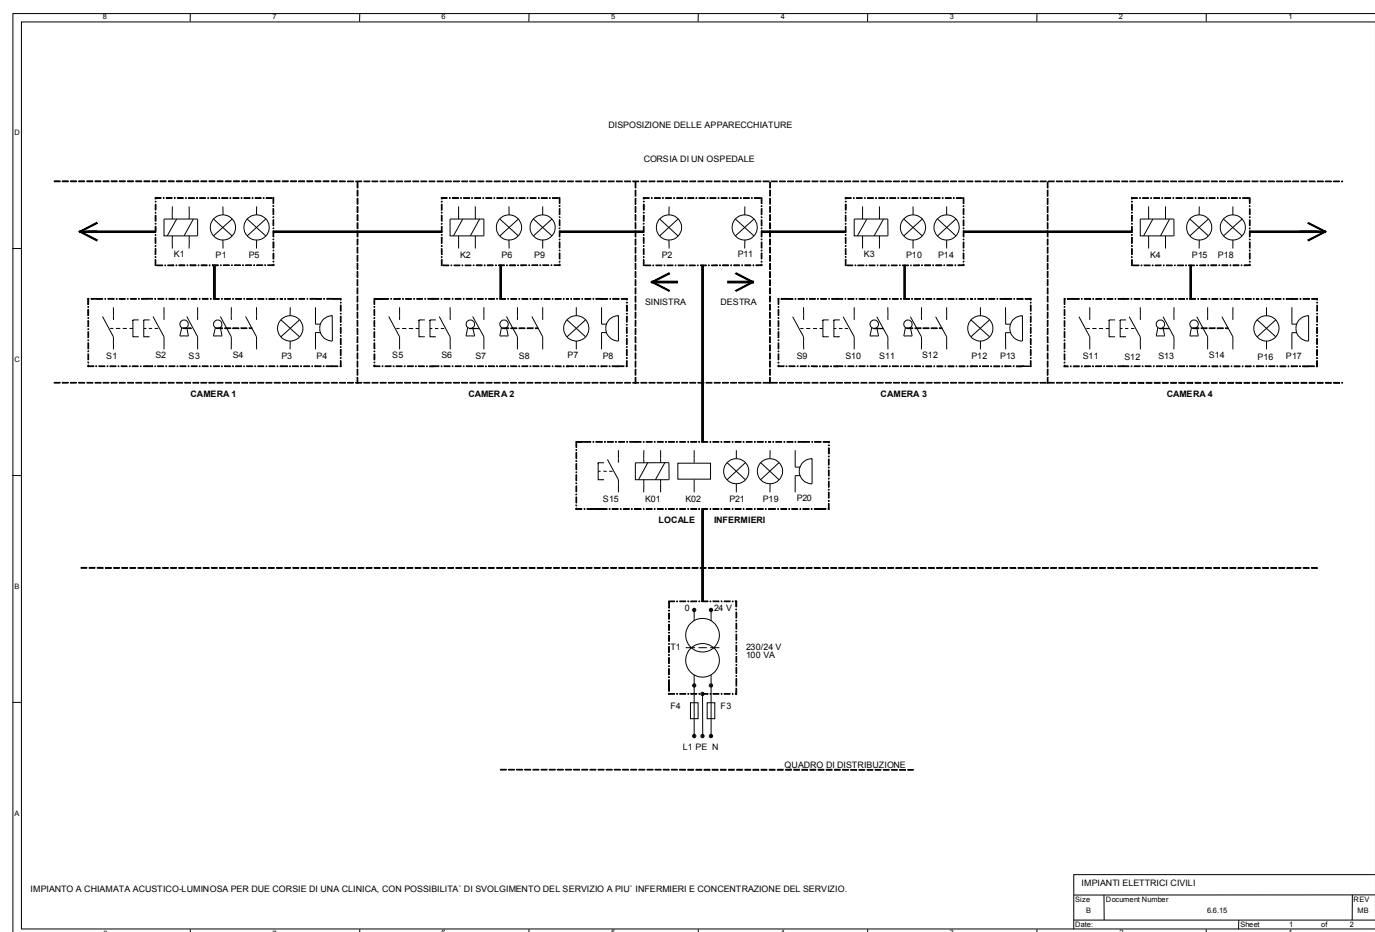 8 7 6 5 4 3 2 1
DISPOSIZIONE DELLE APPARECCHIATURE
D
CORSIA DI UN OSPEDALE
K1 P1 P5 K2 P6 P9 P2 P11 K3 P10 P14 K4 P15 P18
SINISTRA DESTRA
S1 S2 S3 S4 P3 P4 S5 S6 S7 S8 P7 P8 S9 S10 S11 S12 P12 P13 S11 S12 S13 S14 P16 P17
C
CAMERA 1 CAMERA 2 CAMERA 3 CAMERA 4
S15 K01 K02 P21 P19 P20
LOCALE INFERMIERI
B
0 24 V
T1 230/24 V
100 VA
F4 F3
L1 PE N
QUADRO DI DISTRIBUZIONE
A
IMPIANTO A CHIAMATA ACUSTICO-LUMINOSA PER DUE CORSIE DI UNA CLINICA, CON POSSIBILITA` DI SVOLGIMENTO DEL SERVIZIO A PIU` INFERMIERI E CONCENTRAZIONE DEL SERVIZIO.
IMPIANTI ELETTRICI CIVILI
Size Document Number REV
B 6.6.15 MB
Date: Sheet 1 of 2